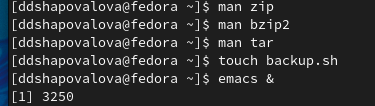 [ddshapovalova@fedora ~]$ man zip
[ddshapovalova@fedora ~]$ man bzip2
[ddshapovalova@fedora ~]$ man tar
[ddshapovalova@fedora ~]$ touch backup.sh
[ddshapovalova@fedora ~]$ emacs &
[1] 3250